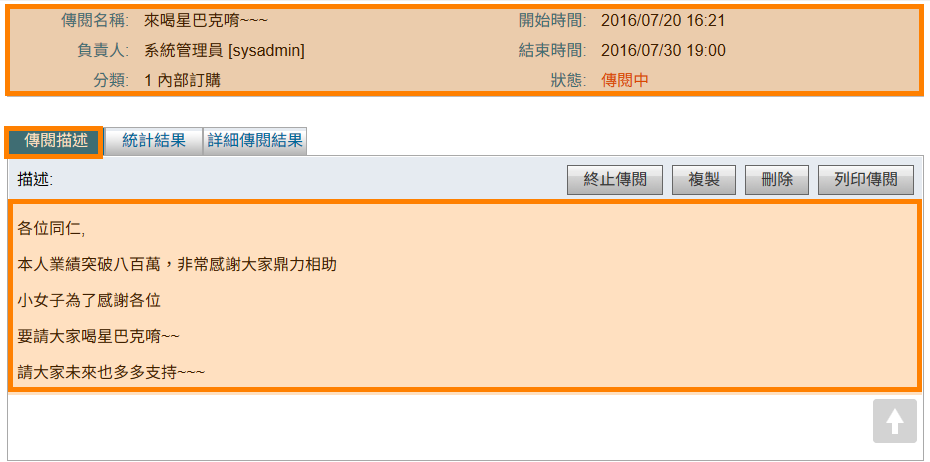 傳閱名稱: 來喝星巴克唷~~~ 開始時間: 2016/07/20 16:21
負責人: 系統管理員 [sysadmin] 結束時間: 2016/07/30 19:00
分類: 1 內部訂購 狀態: 傳閱中
傳閱描述 統計結果 詳細傳閱結果
描述: 終止傳閱 複製 刪除 列印傳閱
各位同仁,
本人業績突破八百萬，非常感謝大家鼎力相助
小女子為了感謝各位
要請大家喝星巴克唷~~
請大家未來也多多支持~~~